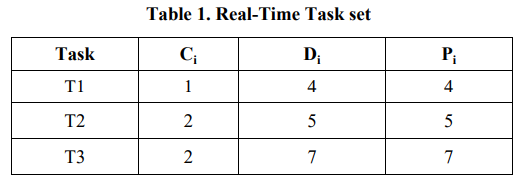 Table 1. Real-Time Task set
Task Cᵢ Dᵢ Pᵢ
T1 1 4 4
T2 2 5 5
T3 2 7 7